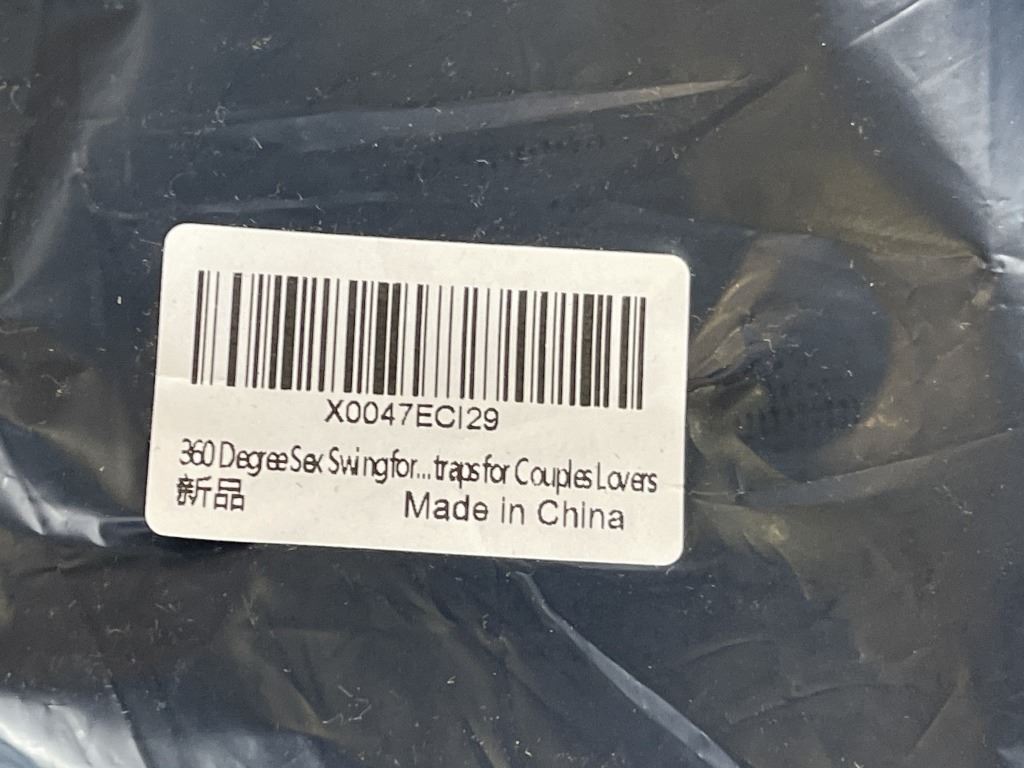 X0047ECI29
360 Degree Sex Swing for...traps for Couples Lovers
新品
Made in China